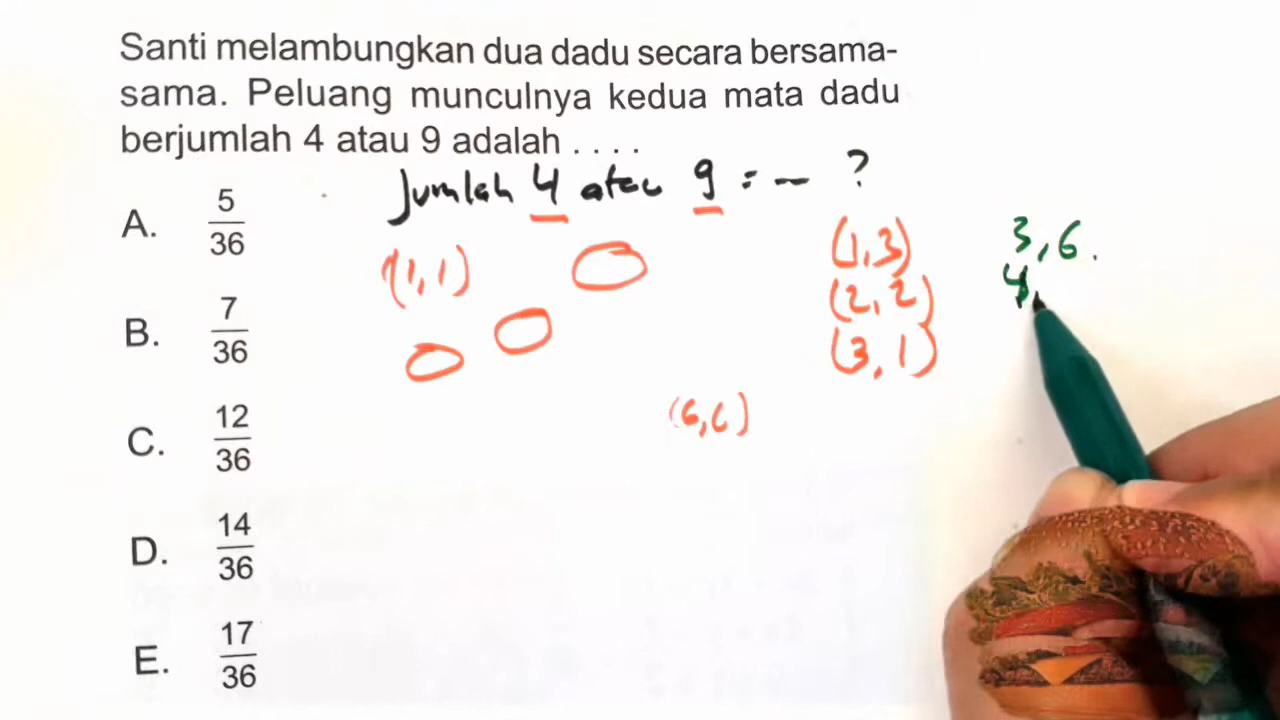 Santi melambungkan dua dadu secara bersama-
sama. Peluang munculnya kedua mata dadu
berjumlah 4 atau 9 adalah . . . .
Jumlah 4 atau 9 = — ?
A. 5/36
B. 7/36
C. 12/36
D. 14/36
E. 17/36
(1,1)
(6,6)
(1,3)
(2,2)
(3,1)
3,6.
4,